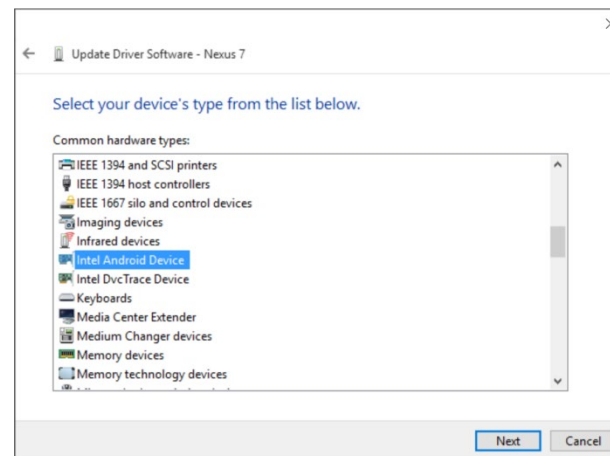 Update Driver Software - Nexus 7
Select your device's type from the list below.
Common hardware types:
IEEE 1394 and SCSI printers
IEEE 1394 host controllers
IEEE 1667 silo and control devices
Imaging devices
Infrared devices
Intel Android Device
Intel DvcTrace Device
Keyboards
Media Center Extender
Medium Changer devices
Memory devices
Memory technology devices
Next Cancel